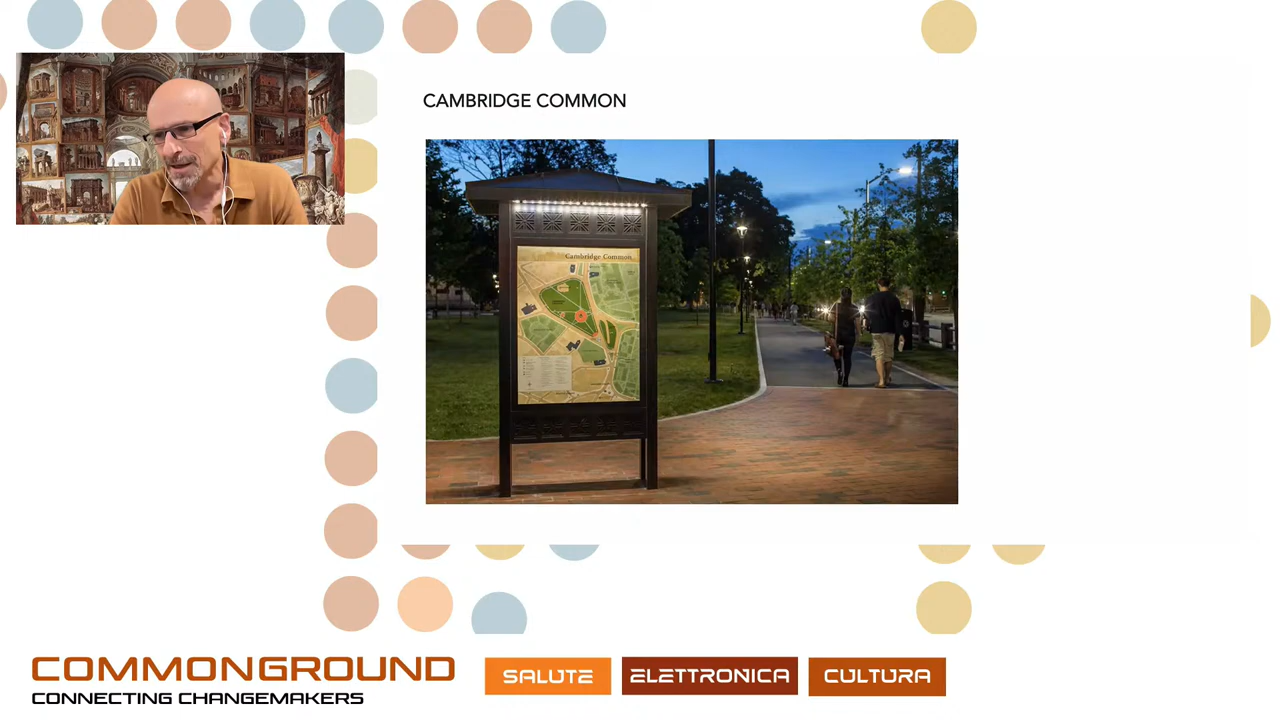 CAMBRIDGE COMMON
Cambridge Common
COMMONGROUND
CONNECTING CHANGEMAKERS
SALUTE
ELETTRONICA
CULTURA